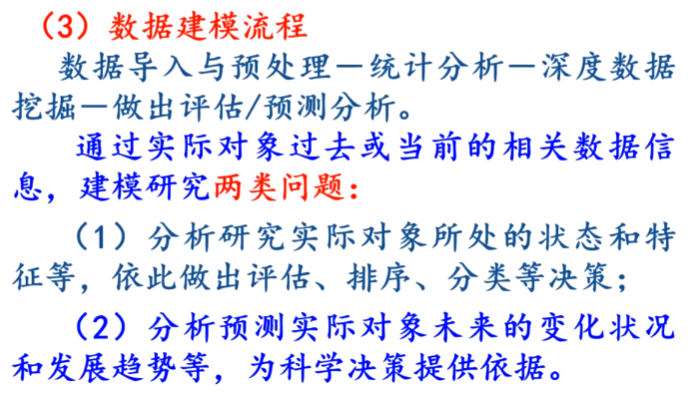 （3）数据建模流程
数据导入与预处理－统计分析－深度数据
挖掘－做出评估/预测分析。
通过实际对象过去或当前的相关数据信
息，建模研究两类问题：
（1）分析研究实际对象所处的状态和特
征等，依此做出评估、排序、分类等决策；
（2）分析预测实际对象未来的变化状况
和发展趋势等，为科学决策提供依据。